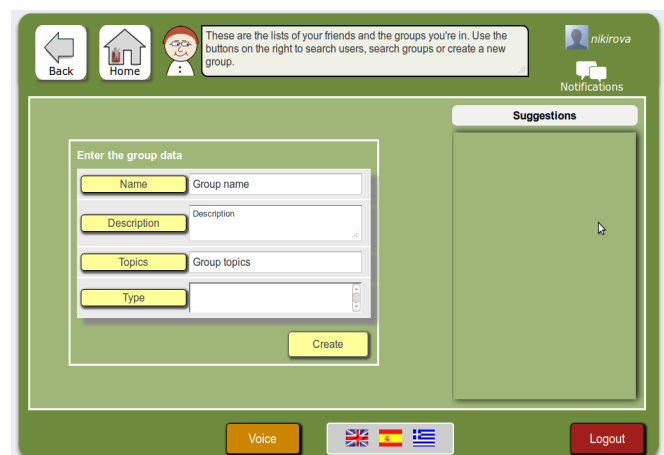 Back
Home
These are the lists of your friends and the groups you're in. Use the
buttons on the right to search users, search groups or create a new
group.
nikirova
Notifications
Suggestions
Enter the group data
Name
Group name
Description
Description
Topics
Group topics
Type
Create
Voice
Logout